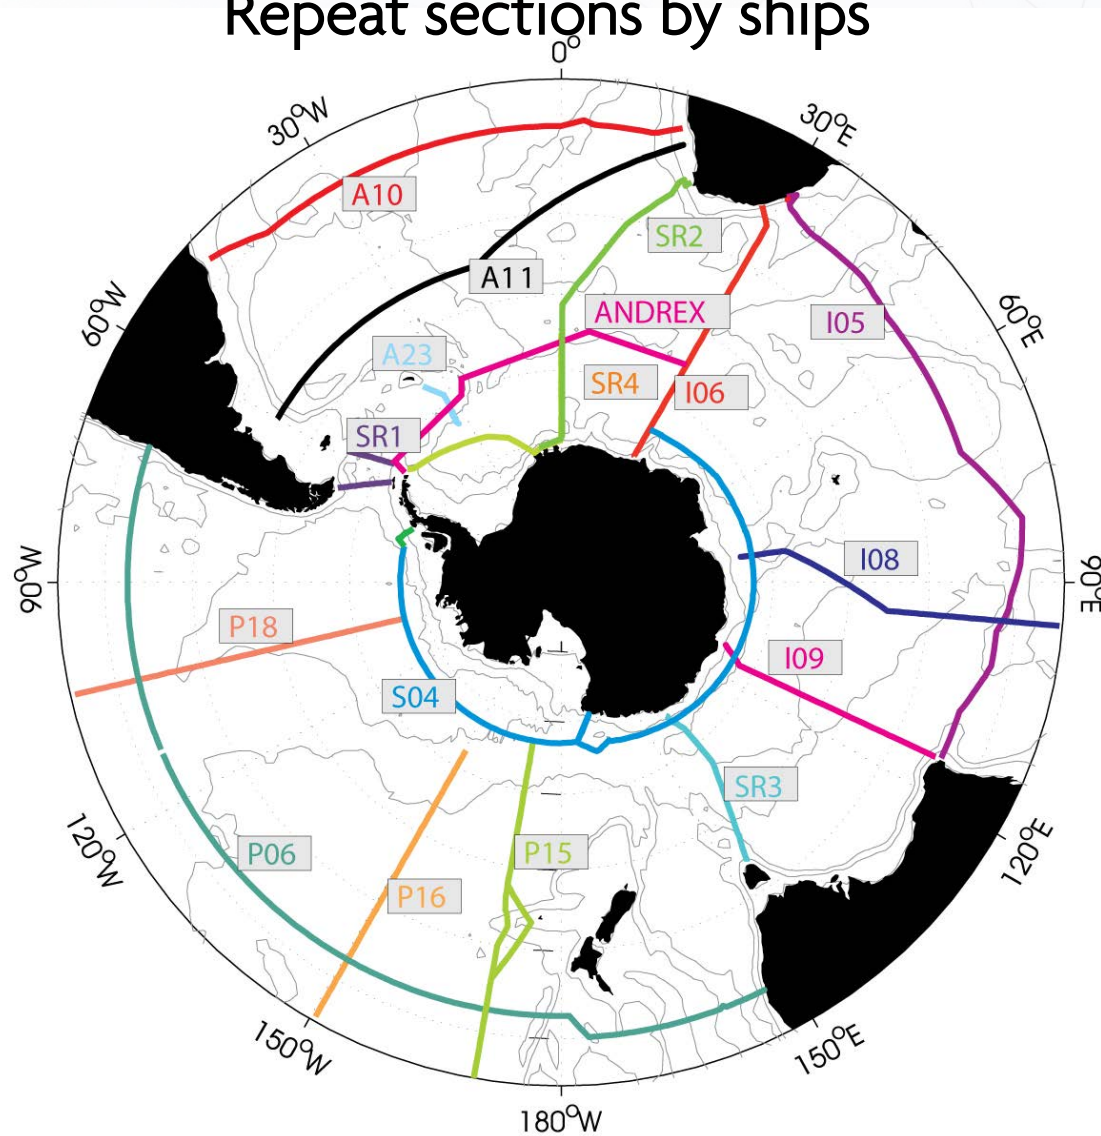 Repeat sections by ships
0°
30°W
30°E
A10
SR2
A11
ANDREX
I05
60°W
60°E
A23
SR4
I06
SR1
I08
90°W
90°E
P18
I09
S04
SR3
P06
P15
P16
120°W
120°E
150°W
150°E
180°W